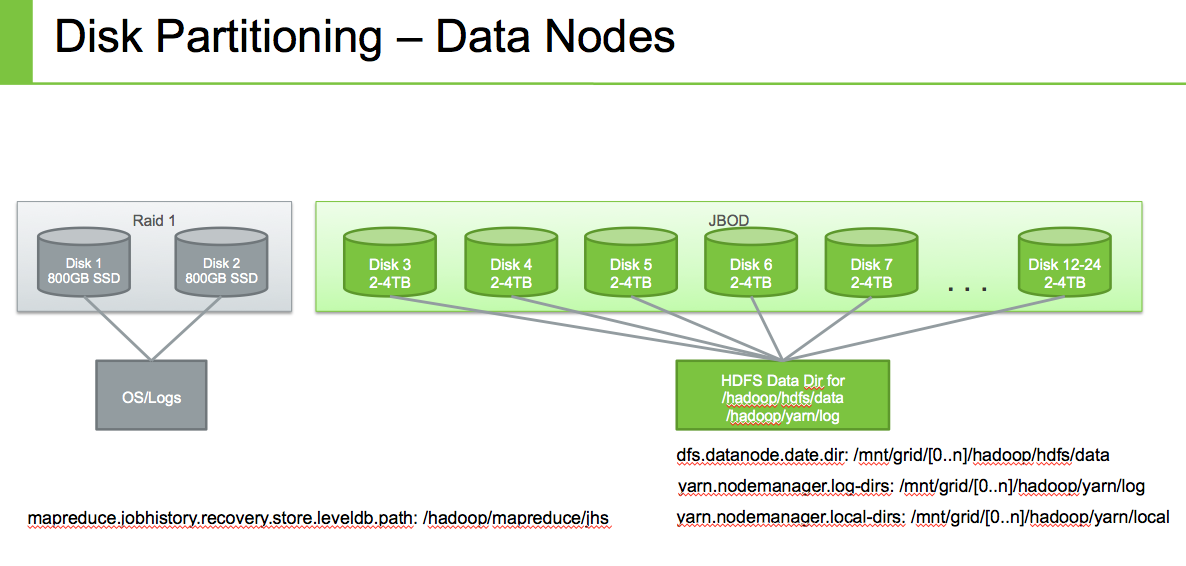 Disk Partitioning – Data Nodes
Raid 1
Disk 1
800GB SSD
Disk 2
800GB SSD
OS/Logs
JBOD
Disk 3
2-4TB
Disk 4
2-4TB
Disk 5
2-4TB
Disk 6
2-4TB
Disk 7
2-4TB
. . .
Disk 12-24
2-4TB
HDFS Data Dir for
/hadoop/hdfs/data
/hadoop/yarn/log
dfs.datanode.date.dir: /mnt/grid/[0..n]/hadoop/hdfs/data
yarn.nodemanager.log-dirs: /mnt/grid/[0..n]/hadoop/yarn/log
mapreduce.jobhistory.recovery.store.leveldb.path: /hadoop/mapreduce/jhs
yarn.nodemanager.local-dirs: /mnt/grid/[0..n]/hadoop/yarn/local